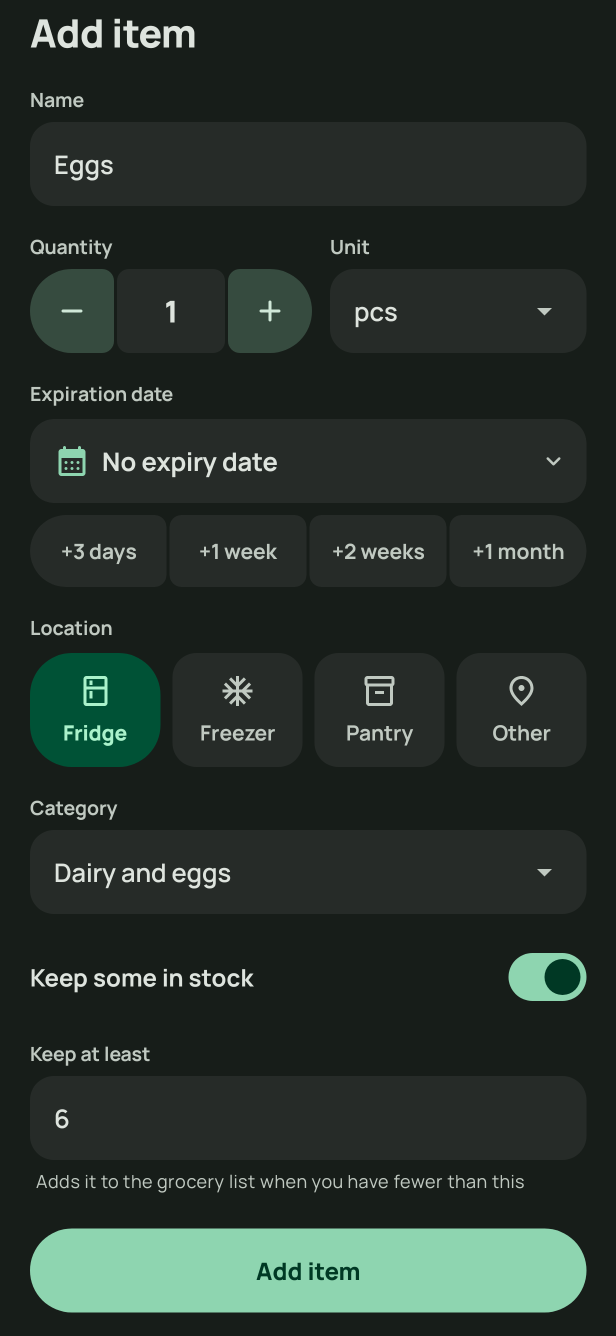 Add item
Name
Eggs
Quantity
Unit
− 1 +
pcs
Expiration date
No expiry date
+3 days
+1 week
+2 weeks
+1 month
Location
Fridge
Freezer
Pantry
Other
Category
Dairy and eggs
Keep some in stock
Keep at least
6
Adds it to the grocery list when you have fewer than this
Add item